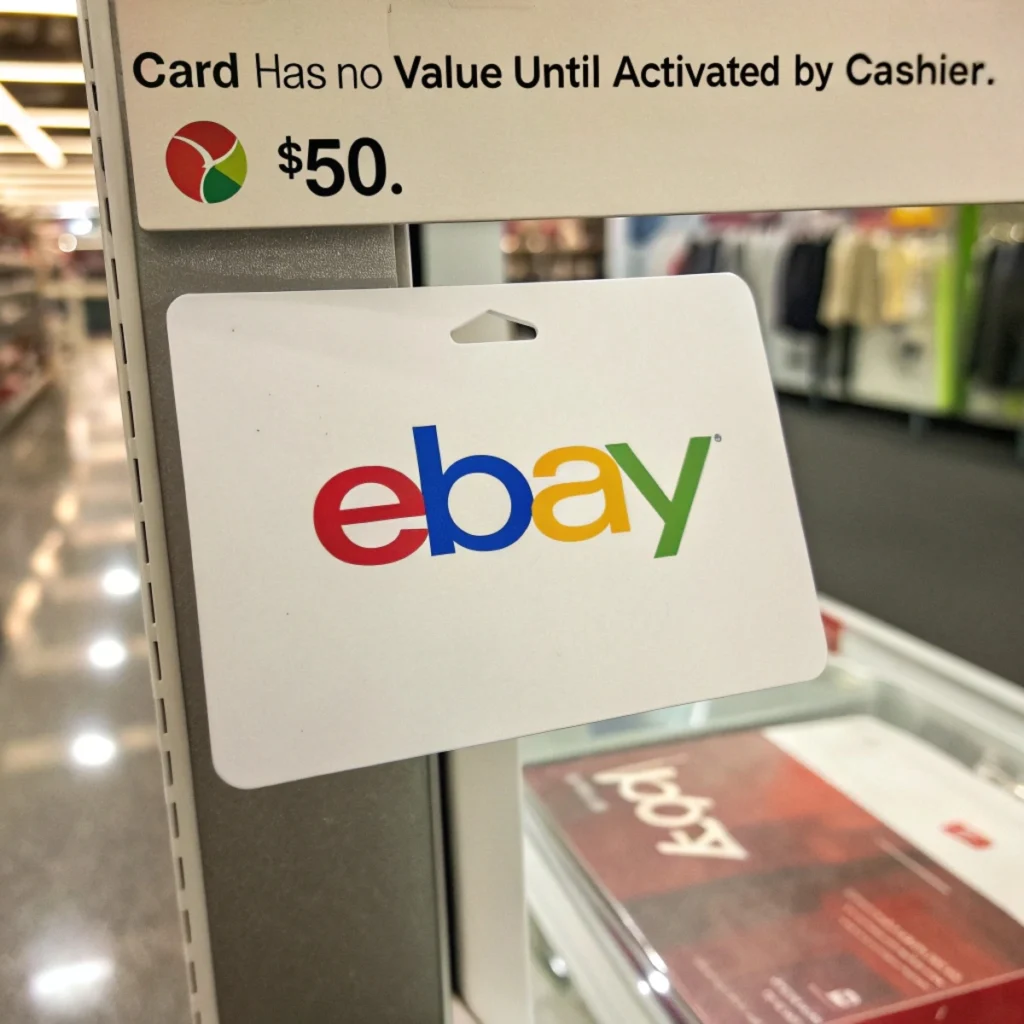 Card Has no Value Until Activated by Cashier.
$50.
ebay